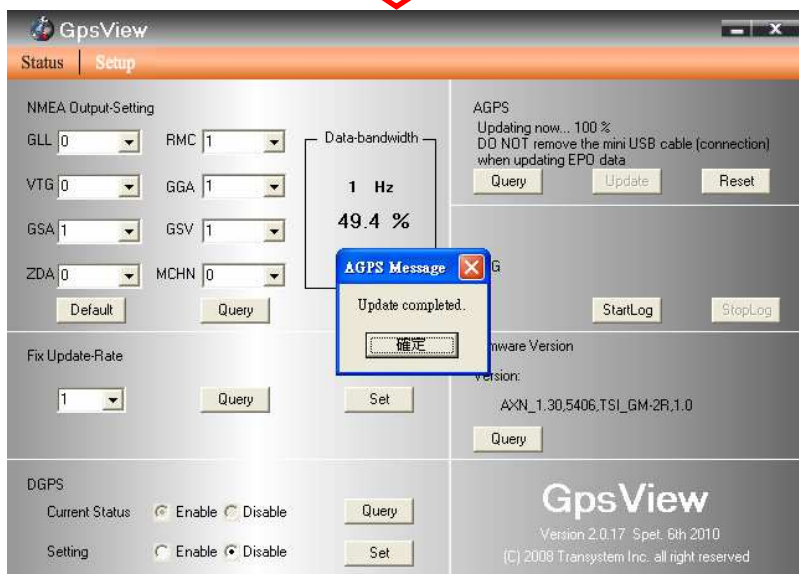 GpsView
Status Setup
NMEA Output-Setting
GLL 0 RMC 1
VTG 0 GGA 1
GSA 1 GSV 1
ZDA 0 MCHN 0
Default Query
Data-bandwidth
1 Hz
49.4 %
AGPS
Updating now... 100 %
DO NOT remove the mini USB cable (connection)
when updating EPO data
Query Update Reset
AGPS Message
Update completed.
確定
G
StartLog StopLog
Fix Update-Rate
1 Query Set
mware Version
Version:
AXN_1.30,5406,TSI_GM-2R,1.0
Query
DGPS
Current Status Enable Disable Query
Setting Enable Disable Set
GpsView
Version 2.0.17 Spet. 6th 2010
(C) 2008 Transystem Inc. all right reserved